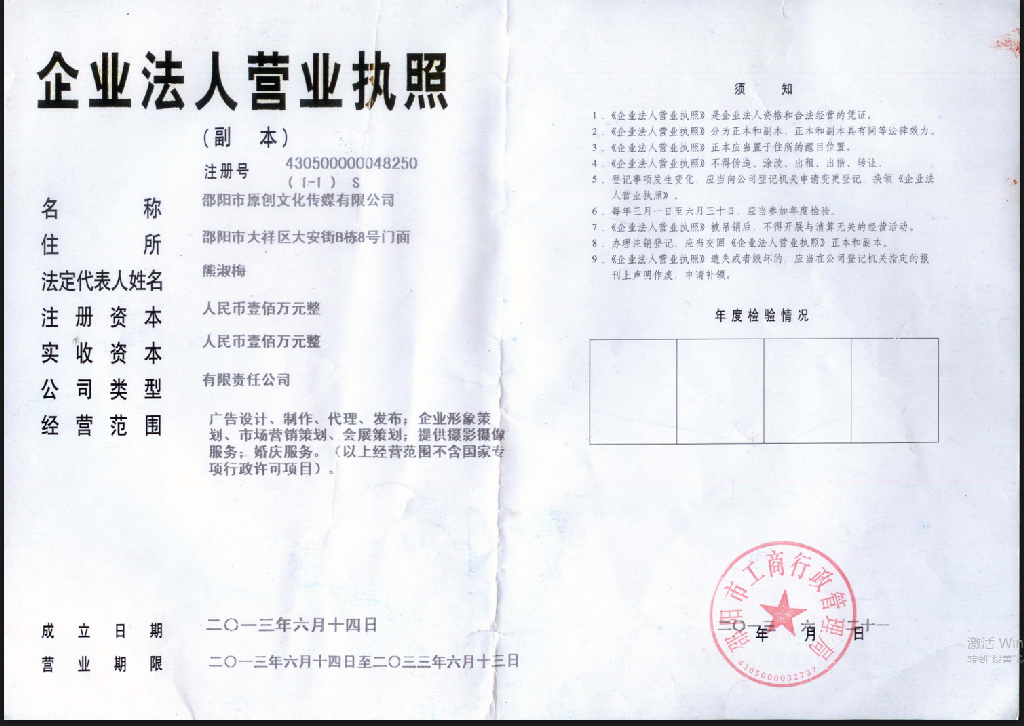 企业法人营业执照
(副 本)
注册号 430500000048250
(1-1) S
名称 邵阳市原创文化传媒有限公司
住所 邵阳市大祥区大安街B栋8号门面
法定代表人姓名 熊淑梅
注册资本 人民币壹佰万元整
实收资本 人民币壹佰万元整
公司类型 有限责任公司
经营范围 广告设计、制作、代理、发布；企业形象策
划、市场营销策划、会展策划；提供摄影摄像
服务；婚庆服务。（以上经营范围不含国家专
项行政许可项目）。
成立日期 二〇一三年六月十四日
营业期限 二〇一三年六月十四日至二〇三三年六月十三日
须 知
1．《企业法人营业执照》是企业法人资格和合法经营的凭证。
2．《企业法人营业执照》分为正本和副本，正本和副本具有同等法律效力。
3．《企业法人营业执照》正本应当置于住所的醒目位置。
4．《企业法人营业执照》不得伪造、涂改、出租、出借、转让。
5．登记事项发生变化，应当向公司登记机关申请变更登记，换领《企业法
人营业执照》。
6．每年三月一日至六月三十日，应当参加年度检验。
7．《企业法人营业执照》被吊销后，不得开展与清算无关的经营活动。
8．办理注销登记，应当交回《企业法人营业执照》正本和副本。
9．《企业法人营业执照》遗失或者毁坏的，应当在公司登记机关指定的报
刊上声明作废，申请补领。
年度检验情况
邵阳市工商行政管理局
二〇一三年六月二十一日
4305000032737
激活 Win
转到"设置"以